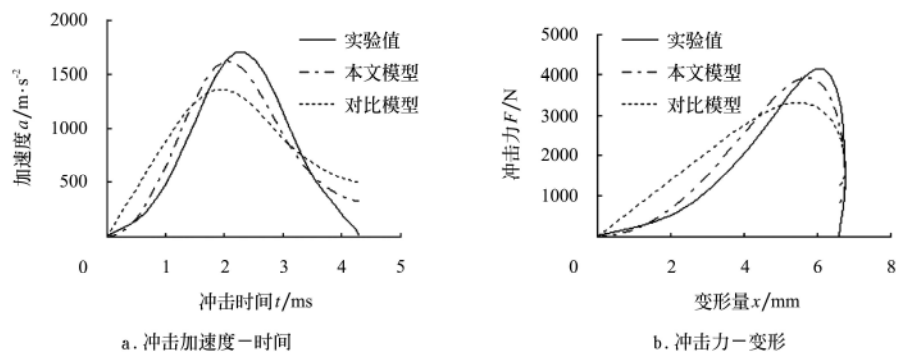 2000
1500
1000
500
0
1
2
3
4
5
加速度 a/m·s⁻²
冲击时间 t/ms
实验值
本文模型
对比模型
a.冲击加速度-时间
5000
4000
3000
2000
1000
0
2
4
6
8
冲击力 F/N
变形量 x/mm
实验值
本文模型
对比模型
b.冲击力-变形